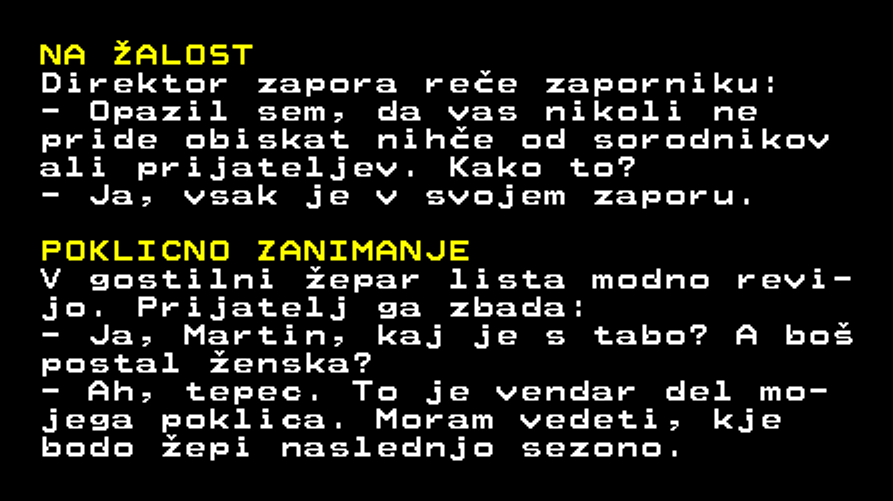 NA ŽALOST
Direktor zapora reče zaporniku:
- Opazil sem, da vas nikoli ne
pride obiskat nihče od sorodnikov
ali prijateljev. Kako to?
- Ja, vsak je v svojem zaporu.
POKLICNO ZANIMANJE
V gostilni žepar lista modno revi-
jo. Prijatelj ga zbada:
- Ja, Martin, kaj je s tabo? A boš
postal ženska?
- Ah, tepec. To je vendar del mo-
jega poklica. Moram vedeti, kje
bodo žepi naslednjo sezono.